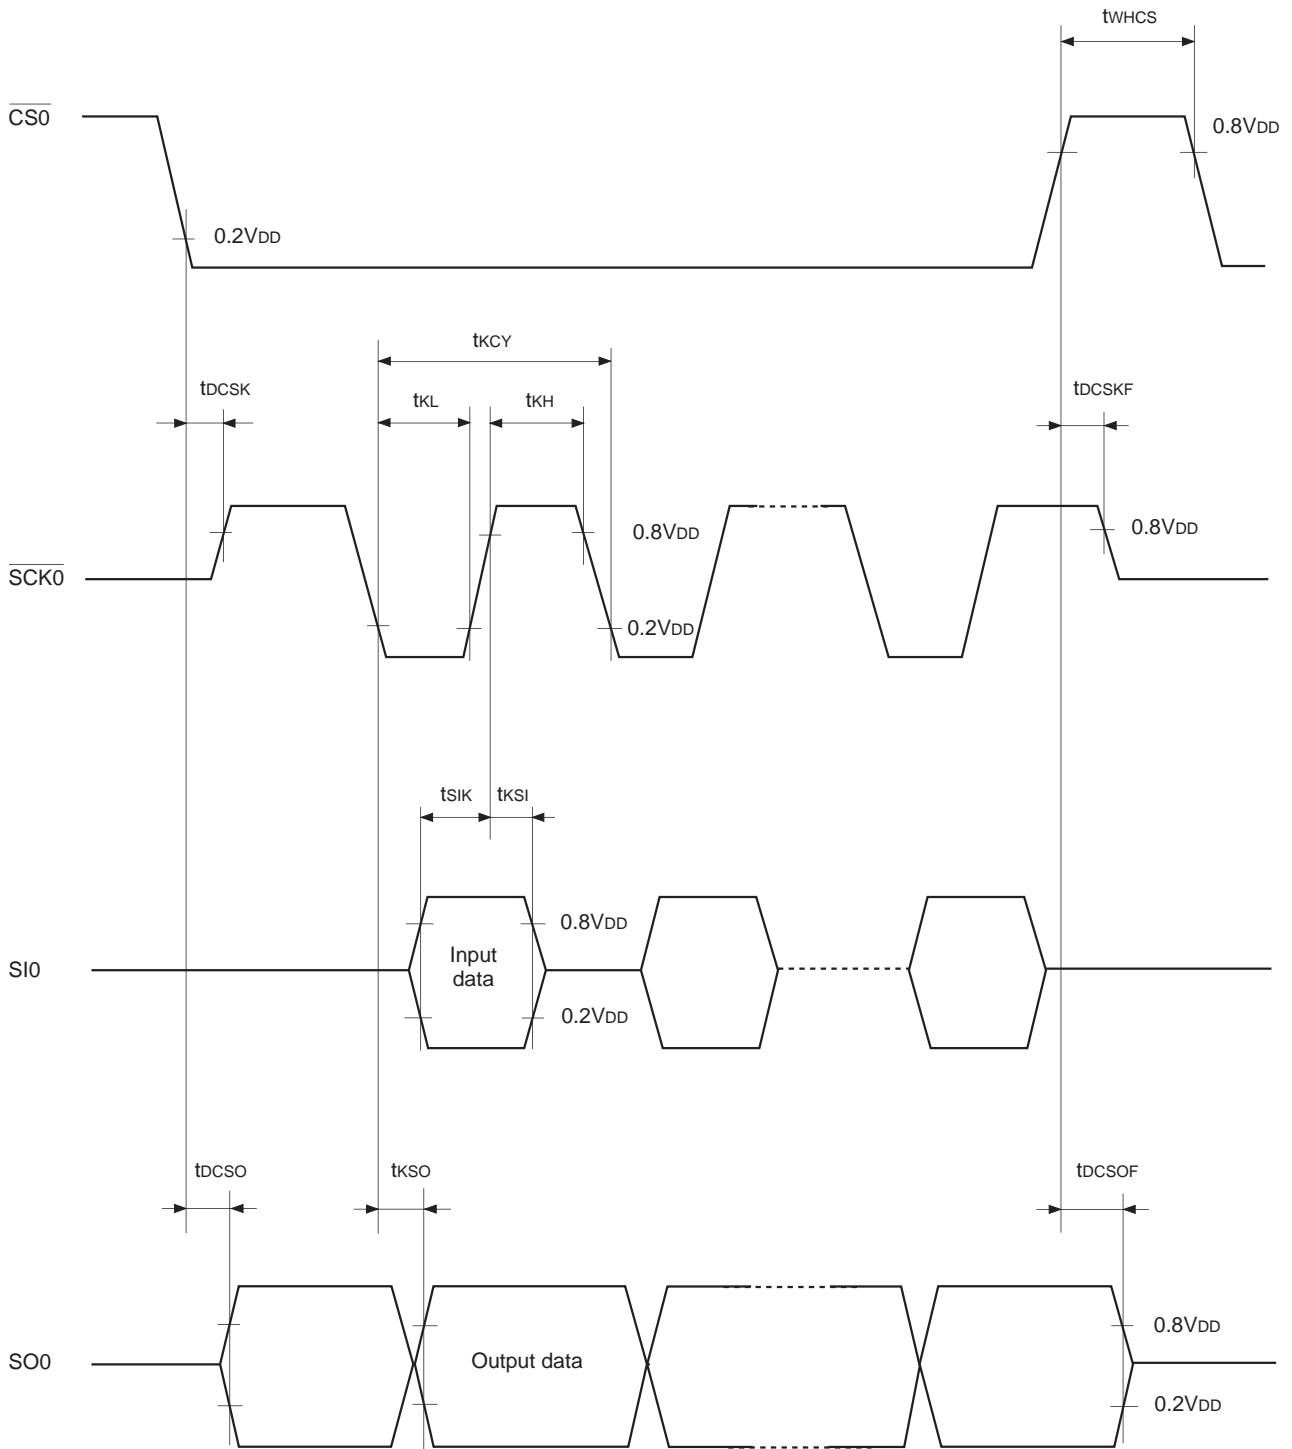 tWHCS
CS0
0.8VDD
0.2VDD
tKCY
tDCSK
tKL
tKH
tDCSKF
0.8VDD
0.8VDD
SCK0
0.2VDD
tSIK
tKSI
0.8VDD
Input
data
SI0
0.2VDD
tDCSO
tKSO
tDCSOF
0.8VDD
SO0
Output data
0.2VDD